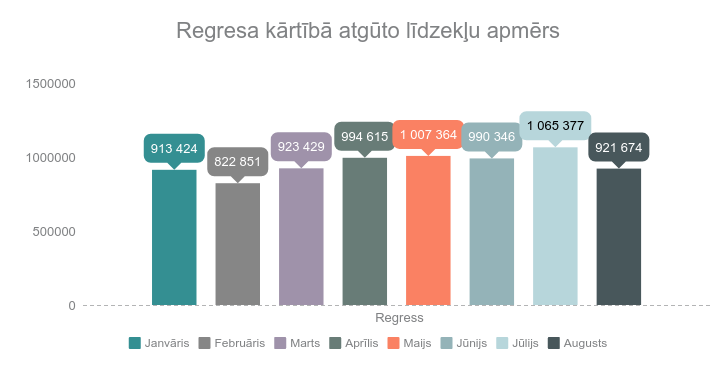 Regresa kārtībā atgūto līdzekļu apmērs
1500000
1000000
500000
0
913 424
822 851
923 429
994 615
1 007 364
990 346
1 065 377
921 674
Regress
Janvāris Februāris Marts Aprīlis Maijs Jūnijs Jūlijs Augusts